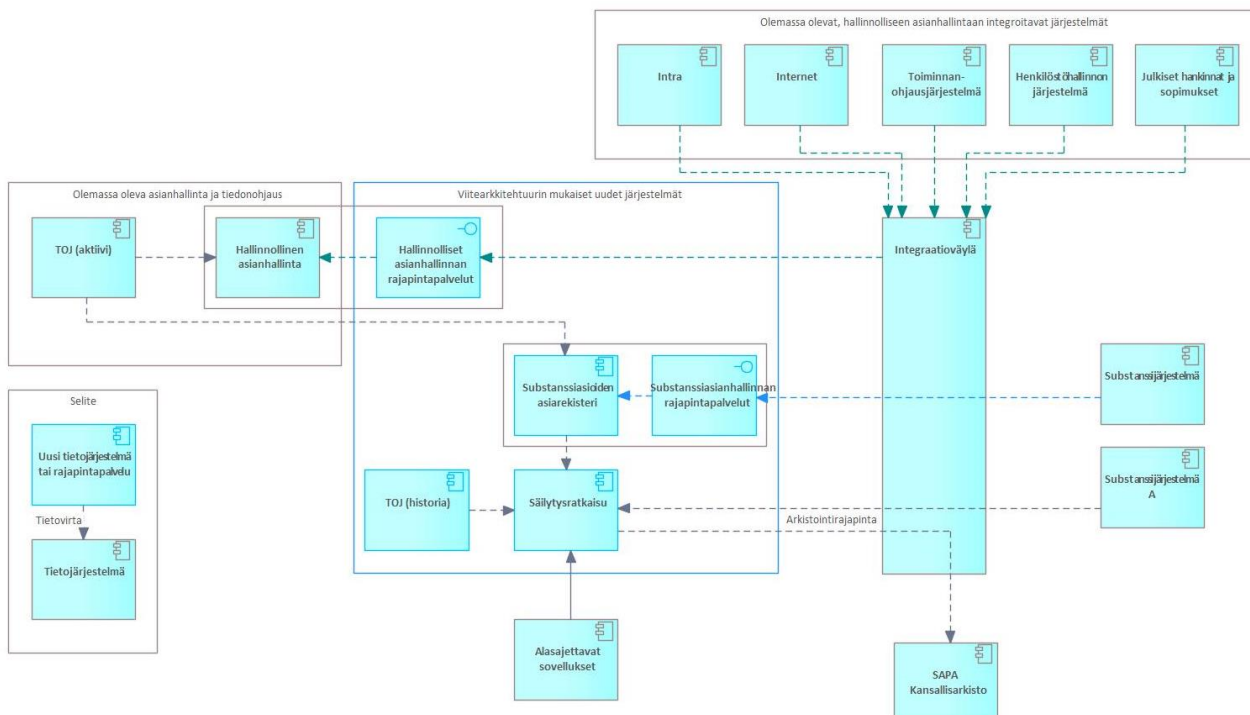 Olemassa olevat, hallinnolliseen asianhallintaan integroitavat järjestelmät
Intra
Internet
Toiminnan-
ohjausjärjestelmä
Henkilöstöhallinnon
järjestelmä
Julkiset hankinnat ja
sopimukset
Olemassa oleva asianhallinta ja tiedonohjaus
Viitearkkitehtuurin mukaiset uudet järjestelmät
TOJ (aktiivi)
Hallinnollinen
asianhallinta
Hallinnolliset
asianhallinnan
rajapintapalvelut
Integraatioväylä
Substanssiasioiden
asiarekisteri
Substanssiasianhallinnan
rajapintapalvelut
Substanssijärjestelmä
Selite
Uusi tietojärjestelmä
tai rajapintapalvelu
Tietovirta
Tietojärjestelmä
TOJ (historia)
Säilytysratkaisu
Substanssijärjestelmä
A
Arkistointirajapinta
Alasajettavat
sovellukset
SAPA
Kansallisarkisto